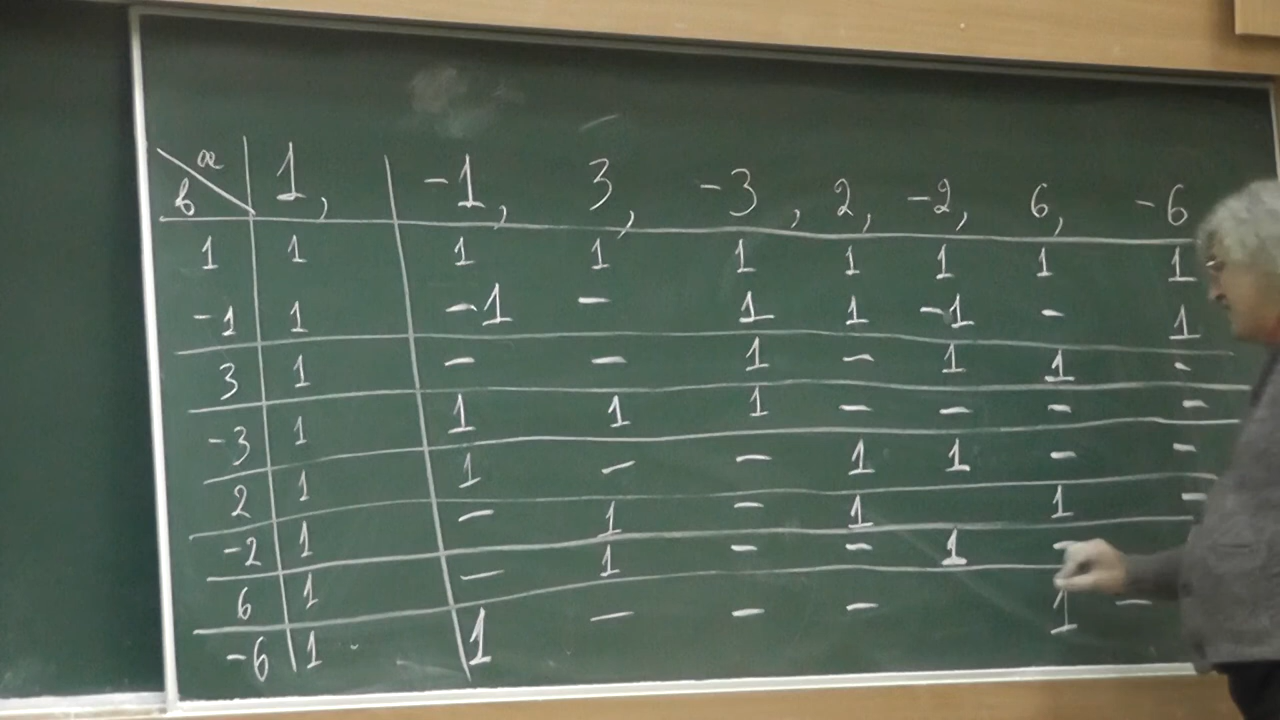 a 1, -1, 3, -3, 2, -2, 6, -6
b
1 1 1 1 1 1 1 1 1
-1 1 -1 - 1 1 -1 - 1
3 1 - - 1 - 1 1 -
-3 1 1 1 1 - - - -
2 1 1 - - 1 1 - -
-2 1 - 1 - 1 1 -
6 1 - 1 - - 1 -
-6 1 1 - - - 1 -